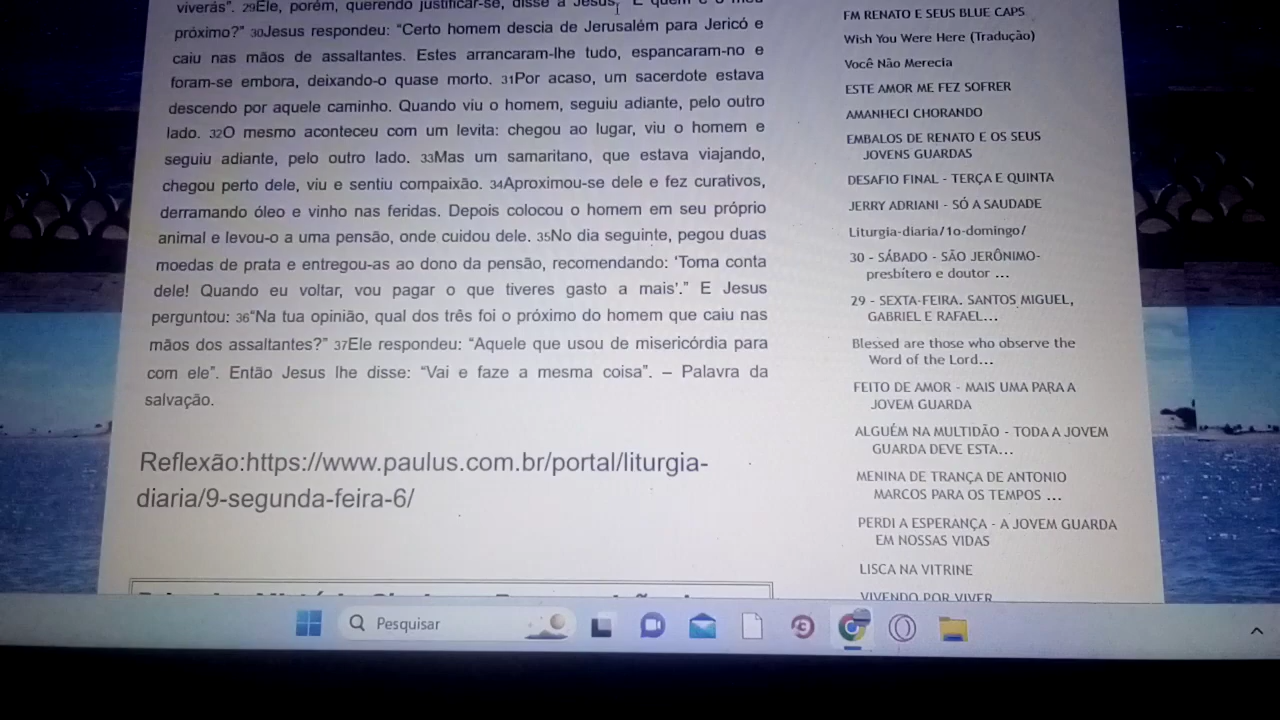 viverás”. 29Ele, porém, querendo justificar-se, disse a Jesus:
próximo?” 30Jesus respondeu: “Certo homem descia de Jerusalém para Jericó e
caiu nas mãos de assaltantes. Estes arrancaram-lhe tudo, espancaram-no e
foram-se embora, deixando-o quase morto. 31Por acaso, um sacerdote estava
descendo por aquele caminho. Quando viu o homem, seguiu adiante, pelo outro
lado. 32O mesmo aconteceu com um levita: chegou ao lugar, viu o homem e
seguiu adiante, pelo outro lado. 33Mas um samaritano, que estava viajando,
chegou perto dele, viu e sentiu compaixão. 34Aproximou-se dele e fez curativos,
derramando óleo e vinho nas feridas. Depois colocou o homem em seu próprio
animal e levou-o a uma pensão, onde cuidou dele. 35No dia seguinte, pegou duas
moedas de prata e entregou-as ao dono da pensão, recomendando: ‘Toma conta
dele! Quando eu voltar, vou pagar o que tiveres gasto a mais’.” E Jesus
perguntou: 36“Na tua opinião, qual dos três foi o próximo do homem que caiu nas
mãos dos assaltantes?” 37Ele respondeu: “Aquele que usou de misericórdia para
com ele”. Então Jesus lhe disse: “Vai e faze a mesma coisa”. – Palavra da
salvação.
Reflexão:https://www.paulus.com.br/portal/liturgia-
diaria/9-segunda-feira-6/
FM RENATO E SEUS BLUE CAPS
Wish You Were Here (Tradução)
Você Não Merecia
ESTE AMOR ME FEZ SOFRER
AMANHECI CHORANDO
EMBALOS DE RENATO E OS SEUS
JOVENS GUARDAS
DESAFIO FINAL - TERÇA E QUINTA
JERRY ADRIANI - SÓ A SAUDADE
Liturgia-diaria/1o-domingo/
30 - SÁBADO - SÃO JERÔNIMO-
presbítero e doutor ...
29 - SEXTA-FEIRA. SANTOS MIGUEL,
GABRIEL E RAFAEL...
Blessed are those who observe the
Word of the Lord...
FEITO DE AMOR - MAIS UMA PARA A
JOVEM GUARDA
ALGUÉM NA MULTIDÃO - TODA A JOVEM
GUARDA DEVE ESTA...
MENINA DE TRANÇA DE ANTONIO
MARCOS PARA OS TEMPOS ...
PERDI A ESPERANÇA - A JOVEM GUARDA
EM NOSSAS VIDAS
LISCA NA VITRINE
VIVENDO POR VIVER
Pesquisar